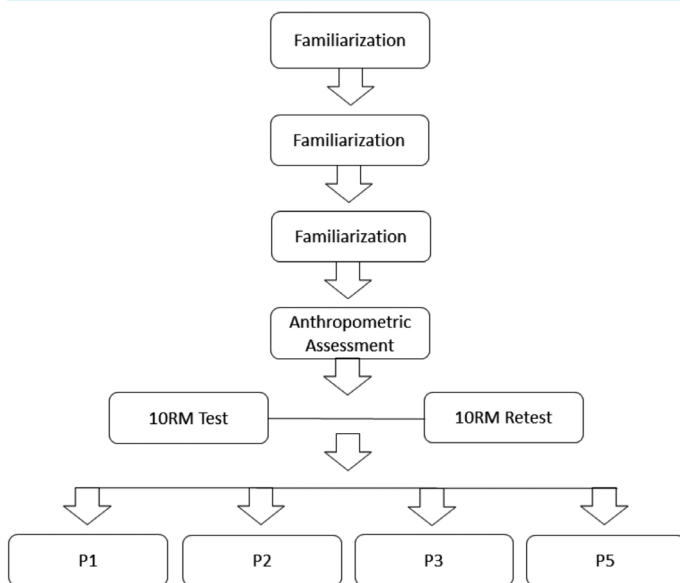 Familiarization
Familiarization
Familiarization
Anthropometric
Assessment
10RM Test
10RM Retest
P1
P2
P3
P5